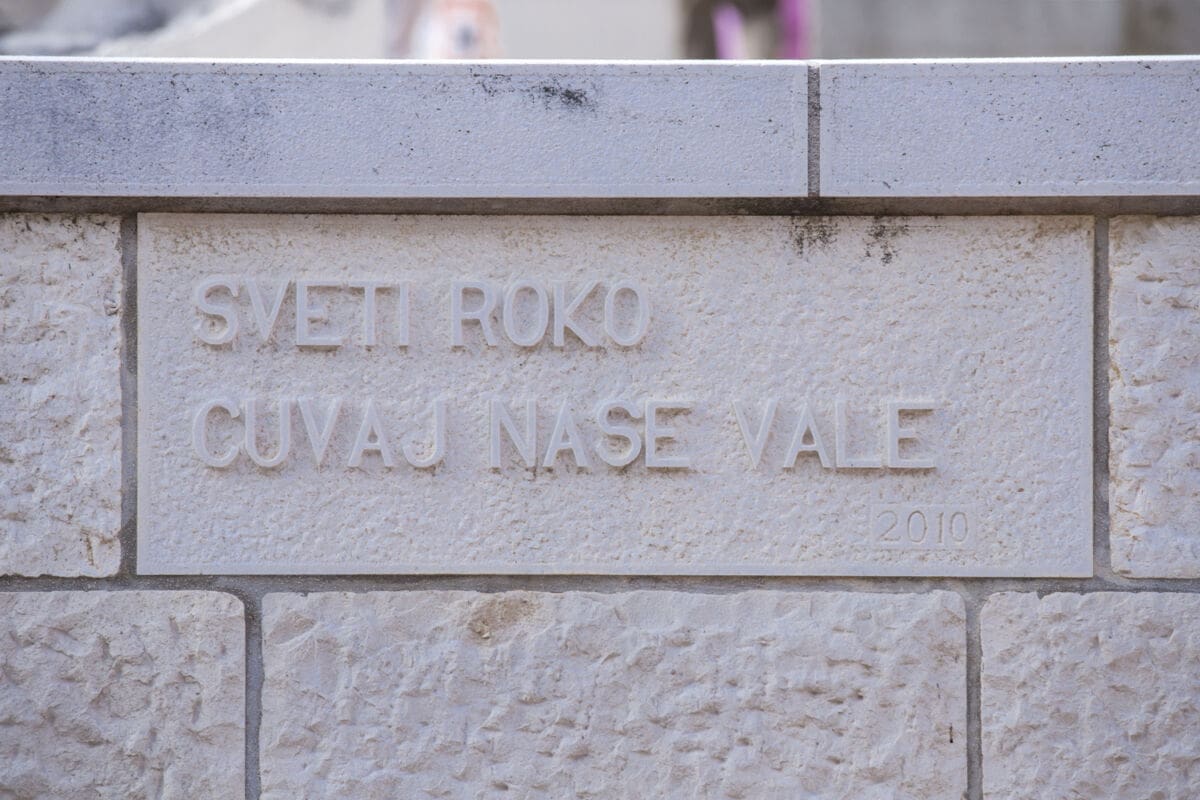 SVETI ROKO
CUVAJ NASE VALE
2010